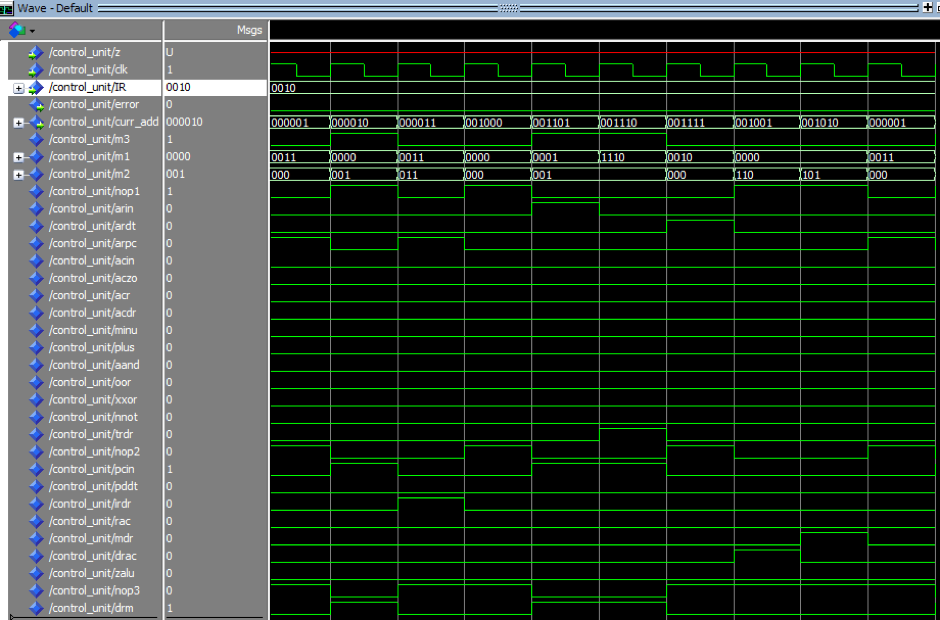 Wave - Default
Msgs
/control_unit/z U
/control_unit/clk 1
/control_unit/IR 0010 0010
/control_unit/error 0
/control_unit/curr_add 000010 000001 000010 000011 001000 001101 001110 001111 001001 001010 000001
/control_unit/m3 1
/control_unit/m1 0000 0011 0000 0011 0000 0001 1110 0010 0000 0011
/control_unit/m2 001 000 001 011 000 001 000 110 101 000
/control_unit/nop1 1
/control_unit/arin 0
/control_unit/ardt 0
/control_unit/arpc 0
/control_unit/acin 0
/control_unit/aczo 0
/control_unit/acr 0
/control_unit/acdr 0
/control_unit/minu 0
/control_unit/plus 0
/control_unit/aand 0
/control_unit/oor 0
/control_unit/xxor 0
/control_unit/nnot 0
/control_unit/trdr 0
/control_unit/nop2 0
/control_unit/pcin 1
/control_unit/pddt 0
/control_unit/irdr 0
/control_unit/rac 0
/control_unit/mdr 0
/control_unit/drac 0
/control_unit/zalu 0
/control_unit/nop3 0
/control_unit/drm 1